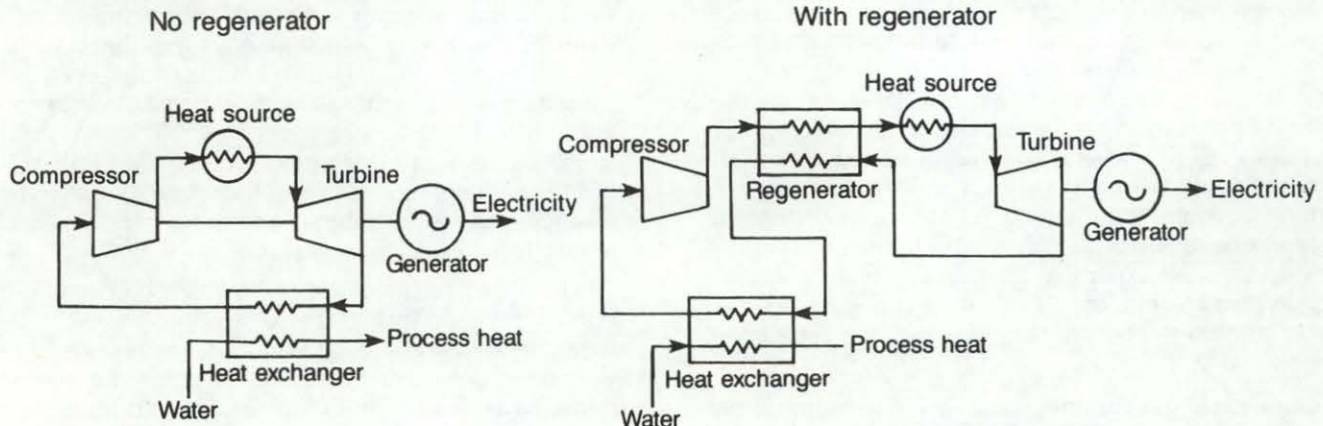 No regenerator
Heat source
Compressor
Turbine
Electricity
Generator
Process heat
Heat exchanger
Water
With regenerator
Heat source
Compressor
Turbine
Regenerator
Electricity
Generator
Process heat
Heat exchanger
Water